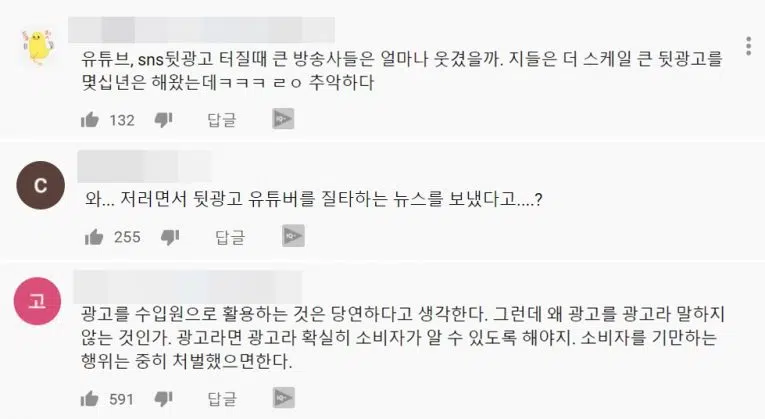 유튜브, sns뒷광고 터질때 큰 방송사들은 얼마나 웃겼을까. 지들은 더 스케일 큰 뒷광고를
몇십년은 해왔는데ㅋㅋㅋ ㄹㅇ 추악하다
132 답글
C
와... 저러면서 뒷광고 유튜버를 질타하는 뉴스를 보냈다고....?
255 답글
고
광고를 수입원으로 활용하는 것은 당연하다고 생각한다. 그런데 왜 광고를 광고라 말하지
않는 것인가. 광고라면 광고라 확실히 소비자가 알 수 있도록 해야지. 소비자를 기만하는
행위는 중히 처벌했으면한다.
591 답글